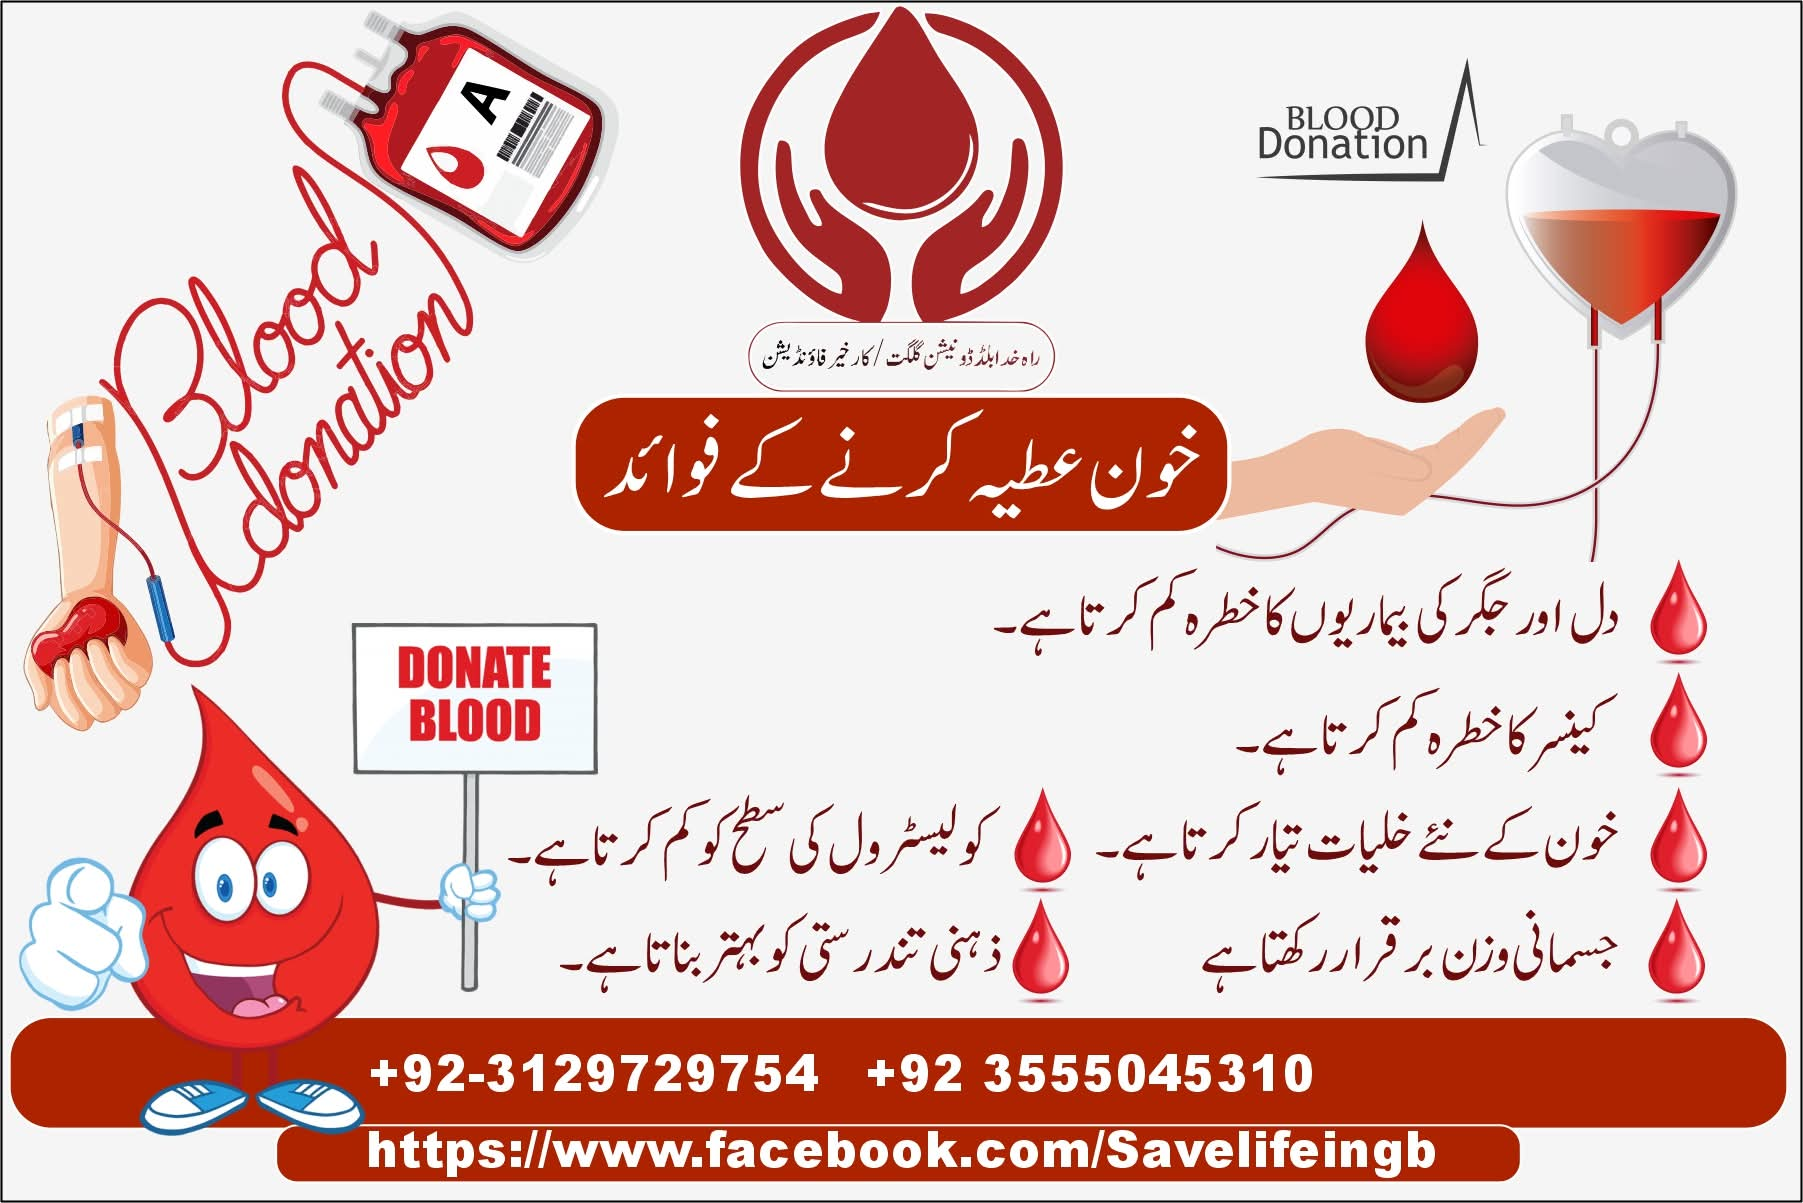 Blood
donation
A
BLOOD
Donation
راہ خدا بلڈ ڈونیشن گلگت / کار خیر فاؤنڈیشن
خون عطیہ کرنے کے فوائد
دل اور جگر کی بیماریوں کا خطرہ کم کرتا ہے۔
کینسر کا خطرہ کم کرتا ہے۔
خون کے نئے خلیات تیار کرتا ہے۔
کولیسٹرول کی سطح کو کم کرتا ہے۔
جسمانی وزن برقرار رکھتا ہے
ذہنی تندرستی کو بہتر بناتا ہے۔
DONATE
BLOOD
+92-3129729754 +92 3555045310
https://www.facebook.com/Savelifeingb